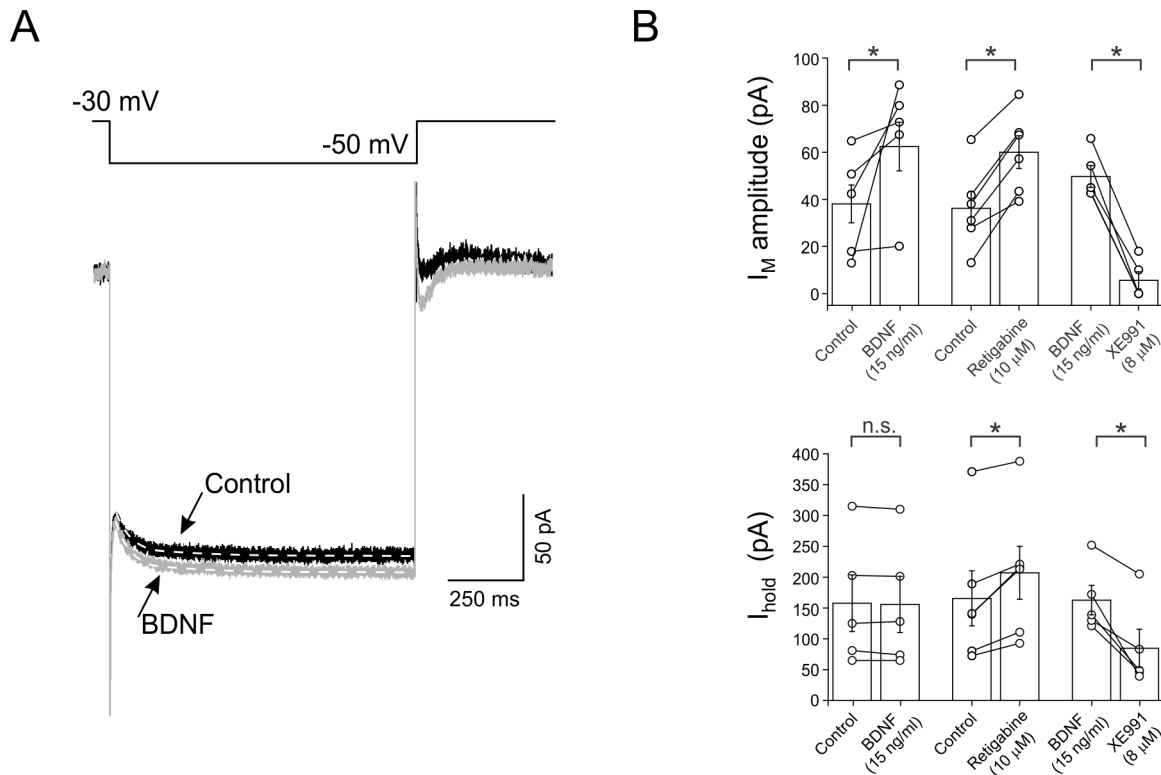 A
-30 mV
-50 mV
Control
BDNF
50 pA
250 ms
B
I_M amplitude (pA)
100
80
60
40
20
0
*
*
*
Control
BDNF
(15 ng/ml)
Control
Retigabine
(10 µM)
BDNF
(15 ng/ml)
XE991
(8 µM)
I_hold (pA)
400
350
300
250
200
150
100
50
0
n.s.
*
*
Control
BDNF
(15 ng/ml)
Control
Retigabine
(10 µM)
BDNF
(15 ng/ml)
XE991
(8 µM)